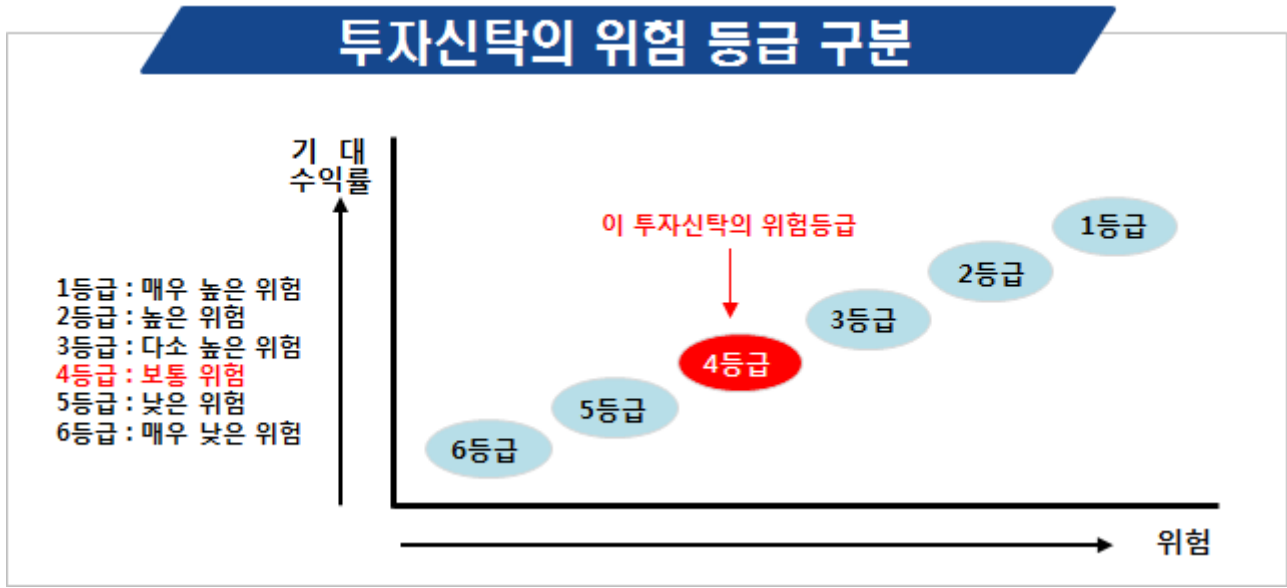 투자신탁의 위험 등급 구분
기 대
수익률
이 투자신탁의 위험등급
1등급
2등급
3등급
4등급
5등급
6등급
1등급 : 매우 높은 위험
2등급 : 높은 위험
3등급 : 다소 높은 위험
4등급 : 보통 위험
5등급 : 낮은 위험
6등급 : 매우 낮은 위험
위험